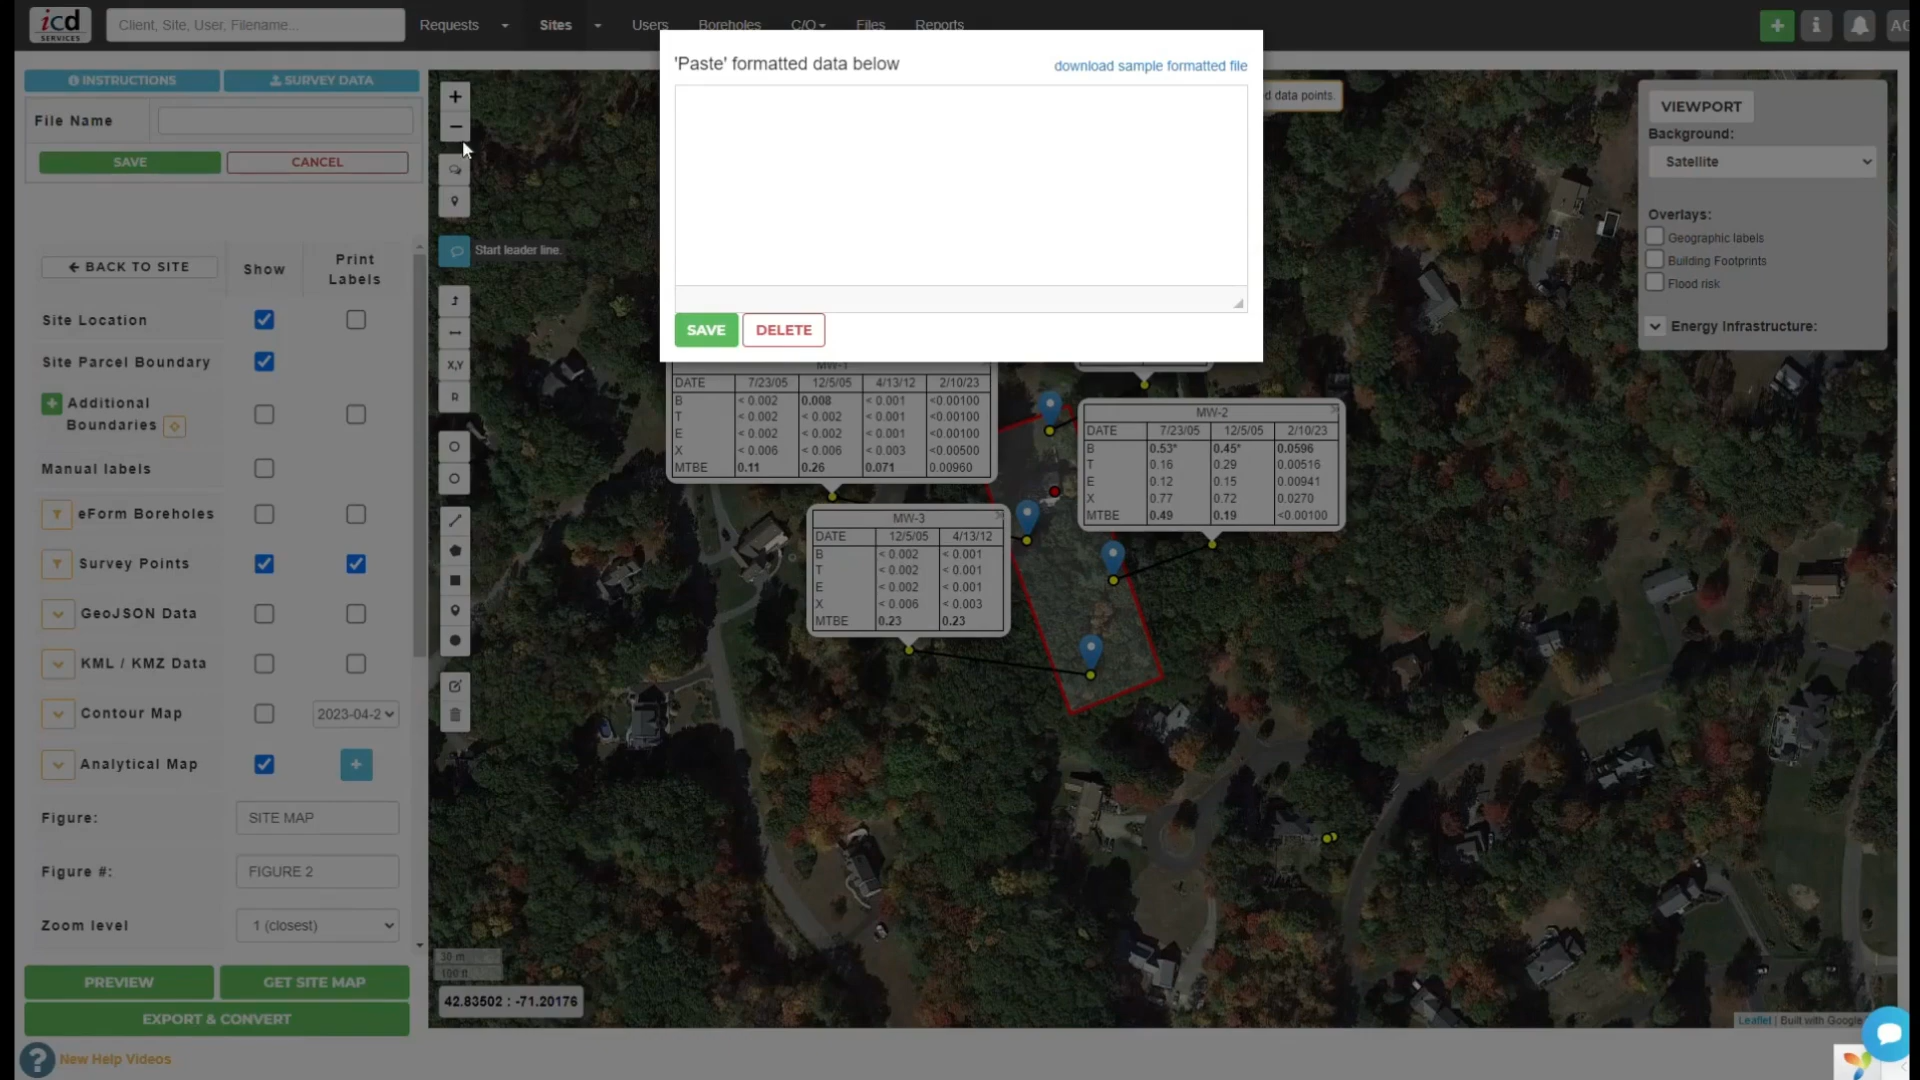 icd
SERVICES
Client, Site, User, Filename...
Requests
Sites
Users
Boreholes
C/O
Files
Reports
INSTRUCTIONS
SURVEY DATA
File Name
SAVE
CANCEL
BACK TO SITE
Show
Print Labels
Site Location
Site Parcel Boundary
Additional Boundaries
Manual labels
eForm Boreholes
Survey Points
GeoJSON Data
KML / KMZ Data
Contour Map
2023-04-2
Analytical Map
Figure:
SITE MAP
Figure #:
FIGURE 2
Zoom level
1 (closest)
PREVIEW
GET SITE MAP
EXPORT & CONVERT
New Help Videos
Start leader line.
X,Y
R
'Paste' formatted data below
download sample formatted file
SAVE
DELETE
d data points.
MW-1
DATE 7/23/05 12/5/05 4/13/12 2/10/23
B < 0.002 0.008 < 0.001 <0.00100
T < 0.002 < 0.002 < 0.001 <0.00100
E < 0.002 < 0.002 < 0.001 <0.00100
X < 0.006 < 0.006 < 0.003 <0.00500
MTBE 0.11 0.26 0.071 0.00960
MW-2
DATE 7/23/05 12/5/05 2/10/23
B 0.53* 0.45* 0.0596
T 0.16 0.29 0.00516
E 0.12 0.15 0.00941
X 0.77 0.72 0.0270
MTBE 0.49 0.19 <0.00100
MW-3
DATE 12/5/05 4/13/12
B < 0.002 < 0.001
T < 0.002 < 0.001
E < 0.002 < 0.001
X < 0.006 < 0.003
MTBE 0.23 0.23
VIEWPORT
Background:
Satellite
Overlays:
Geographic labels
Building Footprints
Flood risk
Energy Infrastructure:
30 m
100 ft
42.83502 : -71.20176
Leaflet | Built with Google